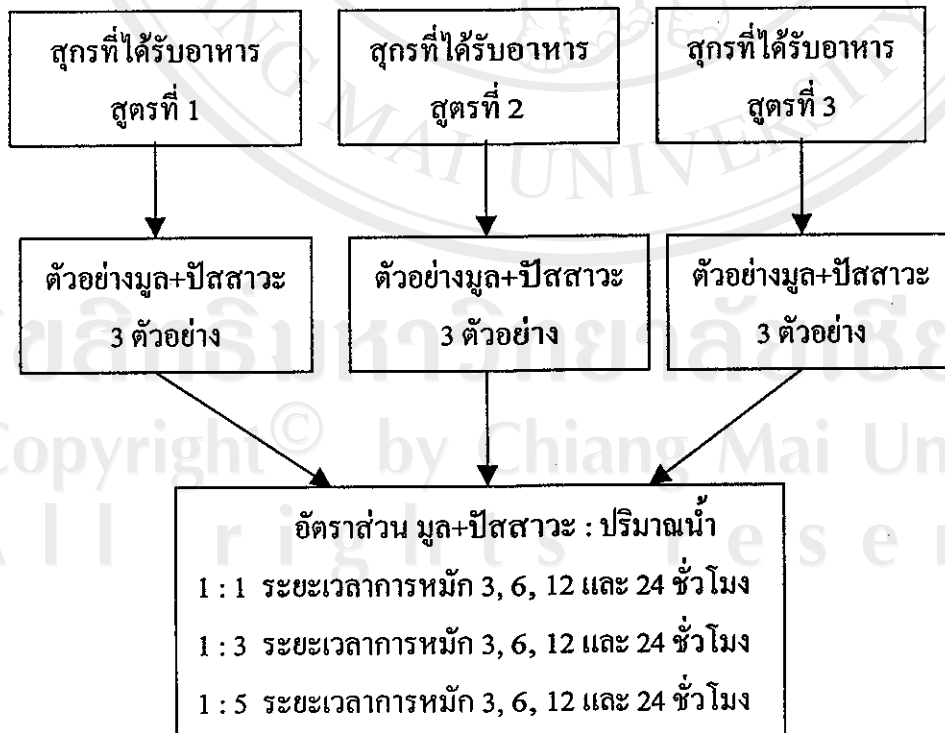 สุกรที่ได้รับอาหาร
สูตรที่ 1
สุกรที่ได้รับอาหาร
สูตรที่ 2
สุกรที่ได้รับอาหาร
สูตรที่ 3
ตัวอย่างมูล+ปัสสาวะ
3 ตัวอย่าง
ตัวอย่างมูล+ปัสสาวะ
3 ตัวอย่าง
ตัวอย่างมูล+ปัสสาวะ
3 ตัวอย่าง
อัตราส่วน มูล+ปัสสาวะ : ปริมาณน้ำ
1 : 1 ระยะเวลาการหมัก 3, 6, 12 และ 24 ชั่วโมง
1 : 3 ระยะเวลาการหมัก 3, 6, 12 และ 24 ชั่วโมง
1 : 5 ระยะเวลาการหมัก 3, 6, 12 และ 24 ชั่วโมง
MAI UNIVERSITY
Copyright© by Chiang Mai Un
All rights reser